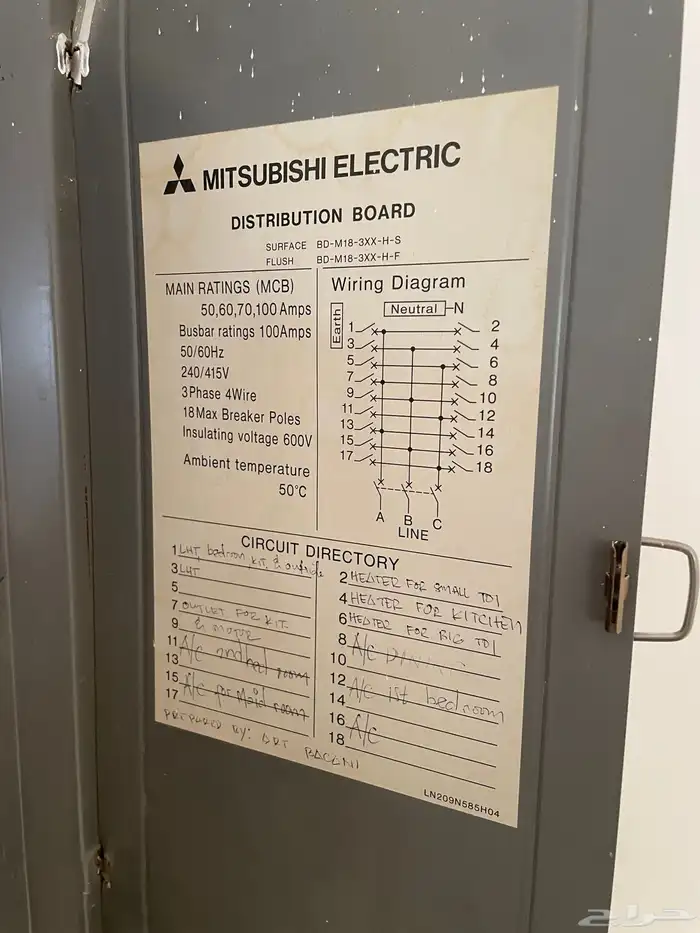 MITSUBISHI ELECTRIC
DISTRIBUTION BOARD
SURFACE BD-M18-3XX-H-S
FLUSH BD-M18-3XX-H-F
MAIN RATINGS (MCB)
50,60,70,100 Amps
Busbar ratings 100Amps
50/60Hz
240/415V
3Phase 4Wire
18Max Breaker Poles
Insulating voltage 600V
Ambient temperature
50°C
Wiring Diagram
Earth
Neutral N
1 2
3 4
5 6
7 8
9 10
11 12
13 14
15 16
17 18
A B C
LINE
CIRCUIT DIRECTORY
1 LHT, bedroom, KIT. & outside
3 LHT
5
7 OUTLET FOR KIT.
9 &
11 A/C room
13
15 A/C for Maid room
17
2 HEATER FOR SMALL TOI
4 HEATER FOR KITCHEN
6 HEATER FOR BIG TOI
8 A/C
10
12 A/C 1st bedroom
14
16 A/C
18
PREPARED BY: ART BACANI
LN209N585H04
حراج